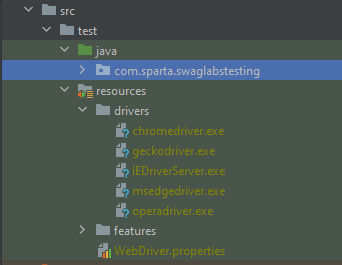 src
test
java
com.sparta.swaglabstesting
resources
drivers
chromedriver.exe
geckodriver.exe
IEDriverServer.exe
msedgedriver.exe
operadriver.exe
features
WebDriver.properties